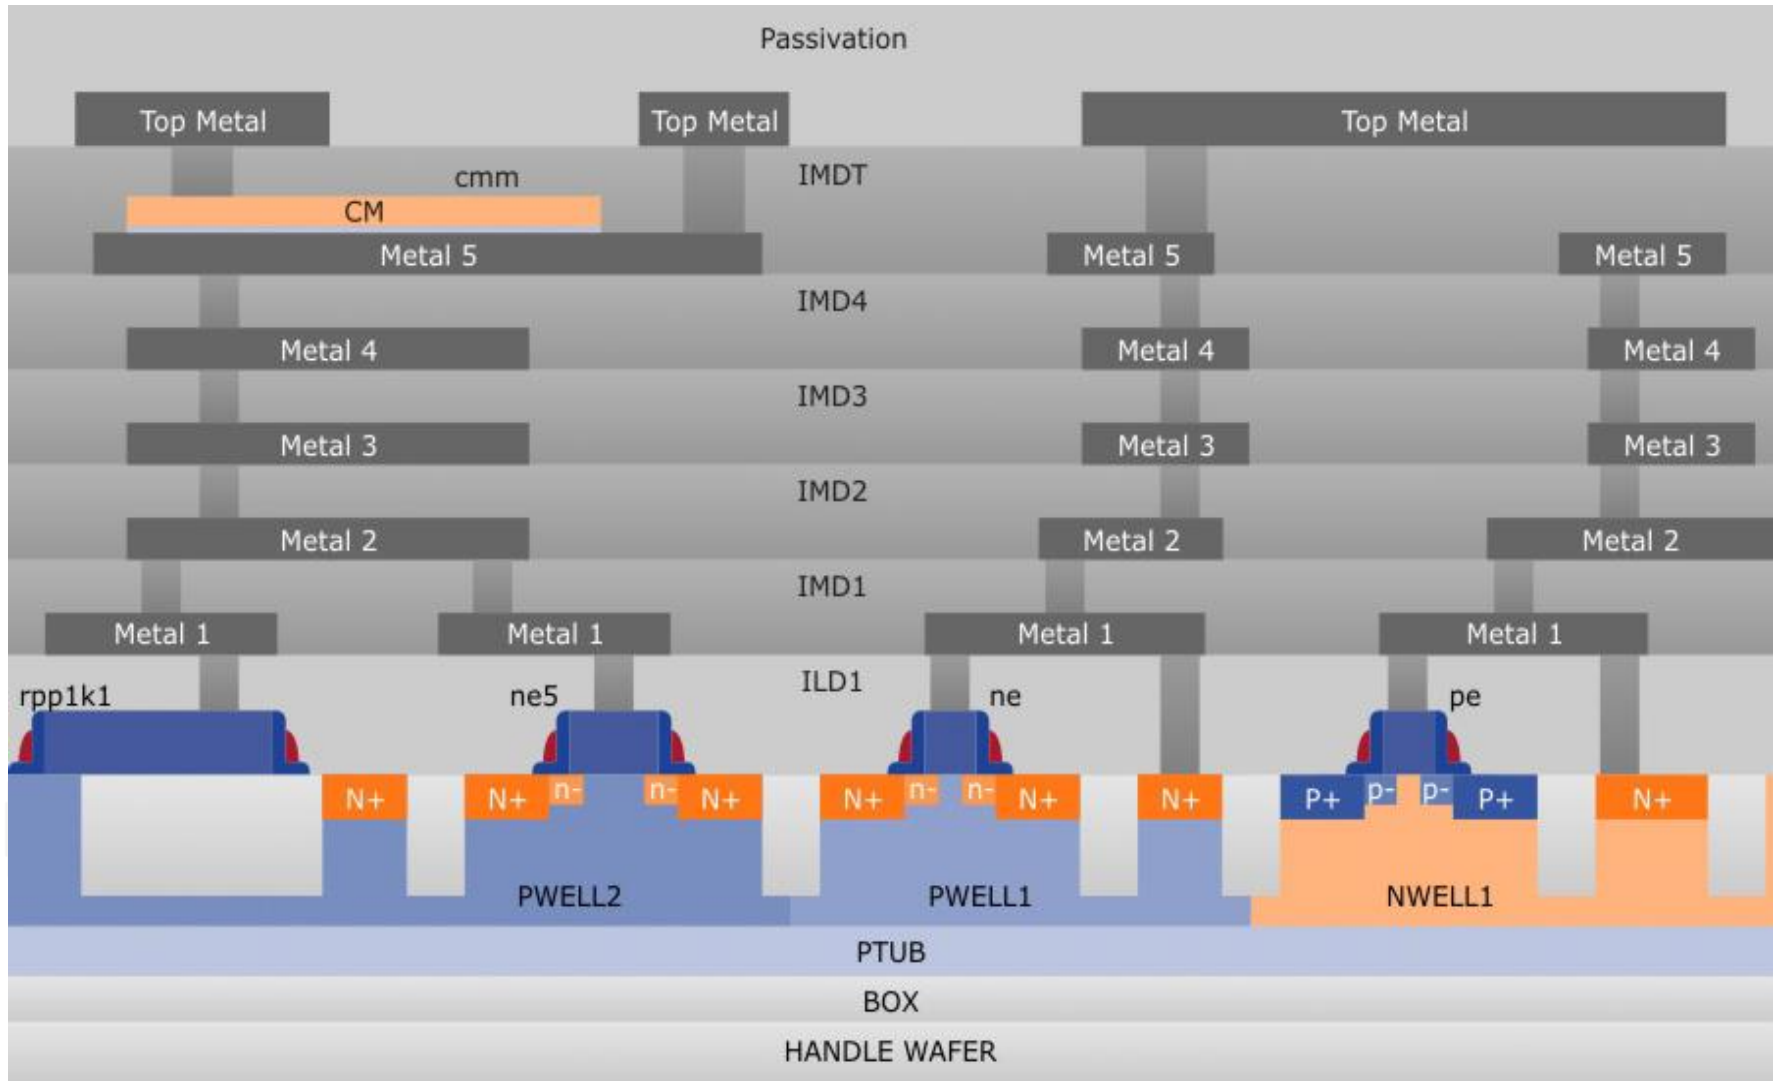 Passivation
Top Metal
Top Metal
Top Metal
cmm
IMDT
CM
Metal 5
Metal 5
Metal 5
IMD4
Metal 4
Metal 4
Metal 4
IMD3
Metal 3
Metal 3
Metal 3
IMD2
Metal 2
Metal 2
Metal 2
IMD1
Metal 1
Metal 1
Metal 1
Metal 1
rpp1k1
ne5
ILD1
ne
pe
N+
N+
n-
n-
N+
N+
n-
n-
N+
N+
P+
p-
p-
P+
N+
PWELL2
PWELL1
NWELL1
PTUB
BOX
HANDLE WAFER